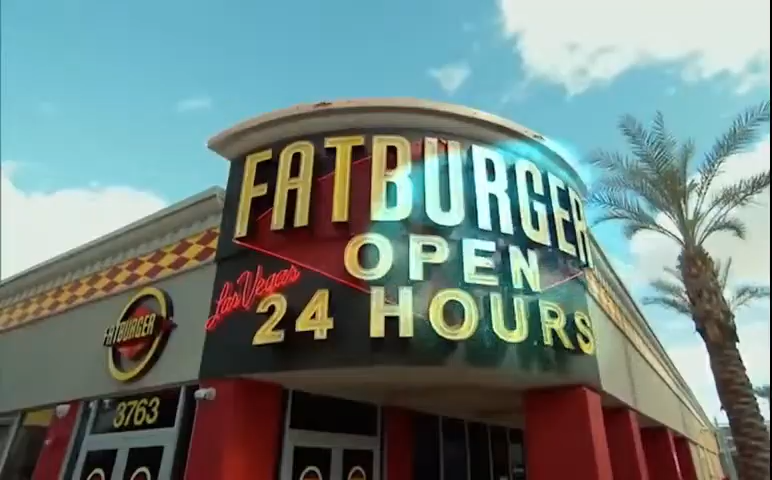 FATBURGER
OPEN
Las Vegas
24 HOURS
FATBURGER
3763